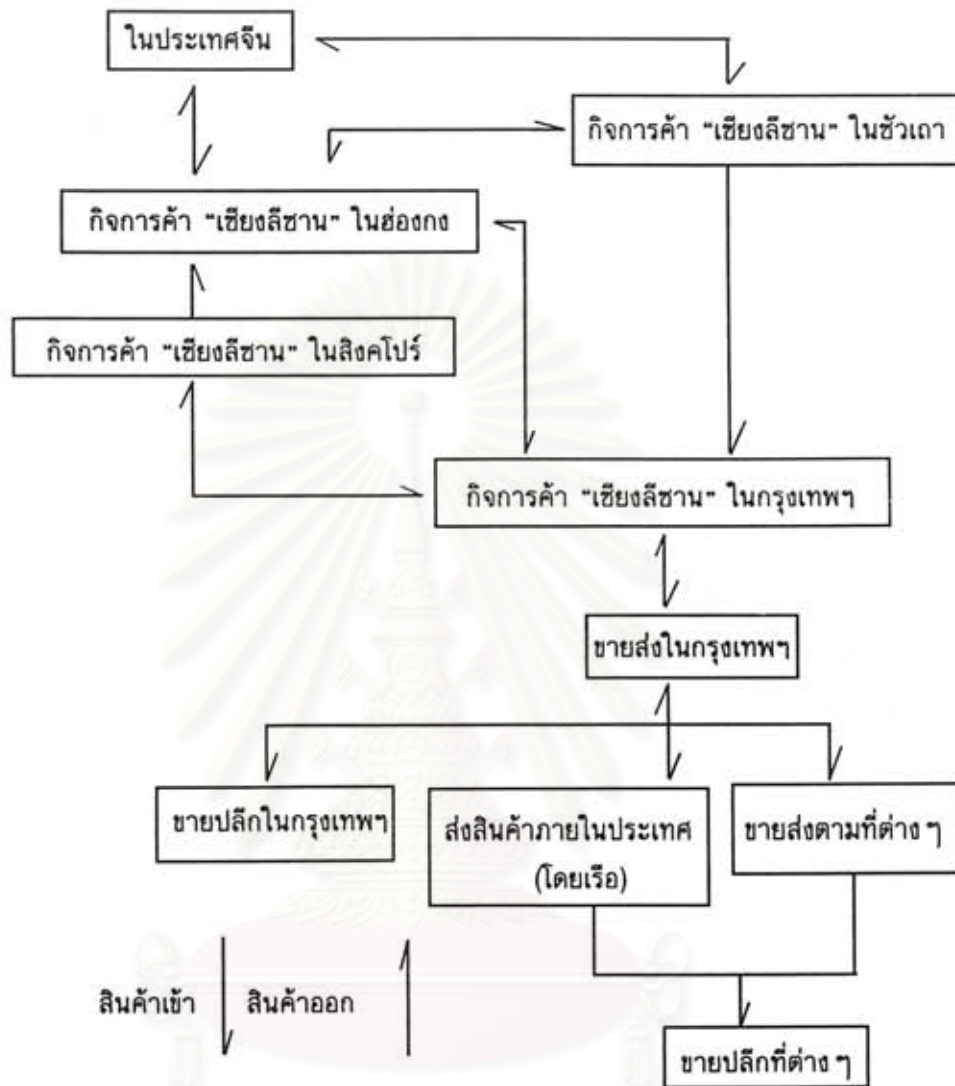 ในประเทศจีน
กิจการค้า "เซียงลีซาน" ในซัวเถา
กิจการค้า "เซียงลีซาน" ในฮ่องกง
กิจการค้า "เซียงลีซาน" ในสิงคโปร์
กิจการค้า "เซียงลีซาน" ในกรุงเทพๆ
ขายส่งในกรุงเทพๆ
ขายปลีกในกรุงเทพๆ
ส่งสินค้าภายในประเทศ
(โดยเรือ)
ขายส่งตามที่ต่าง ๆ
สินค้าเข้า
สินค้าออก
ขายปลีกที่ต่าง ๆ